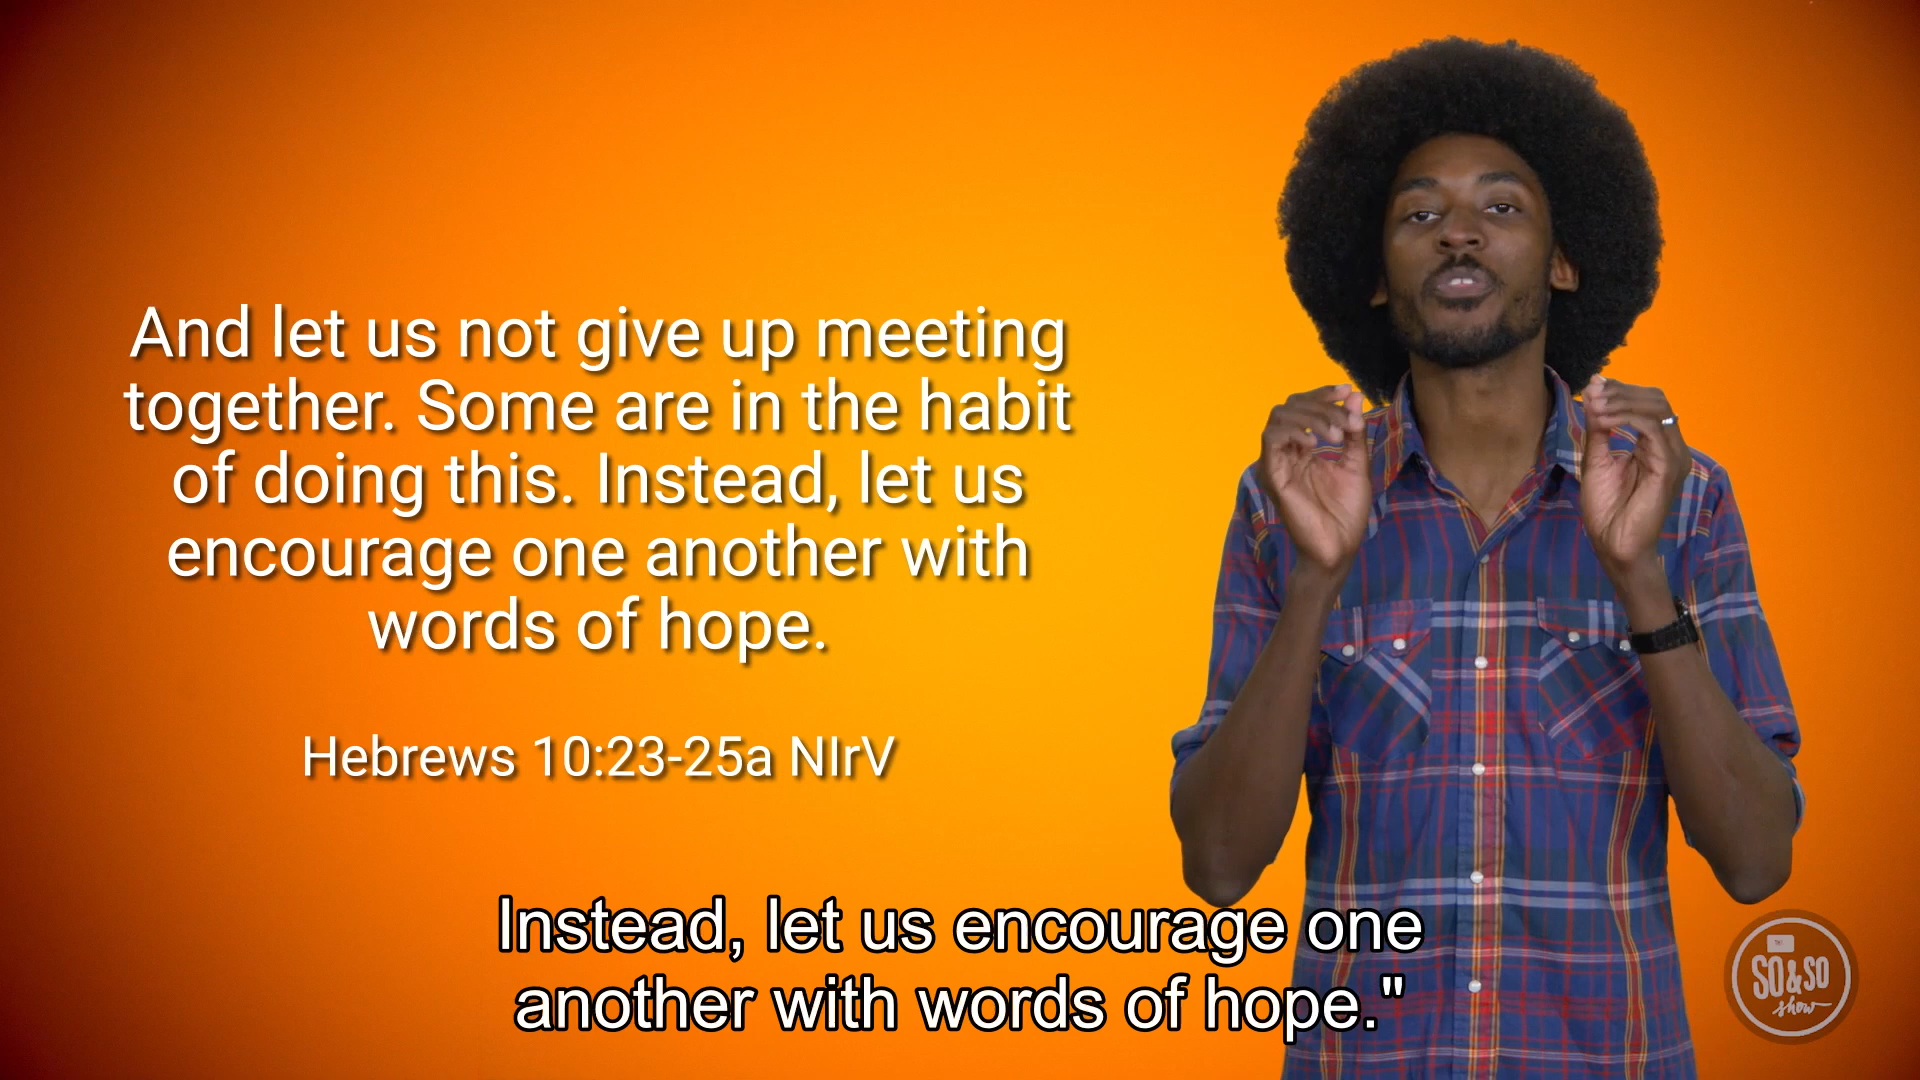 And let us not give up meeting
together. Some are in the habit
of doing this. Instead, let us
encourage one another with
words of hope.
Hebrews 10:23-25a NIrV
Instead, let us encourage one
another with words of hope."
SO&SO
show